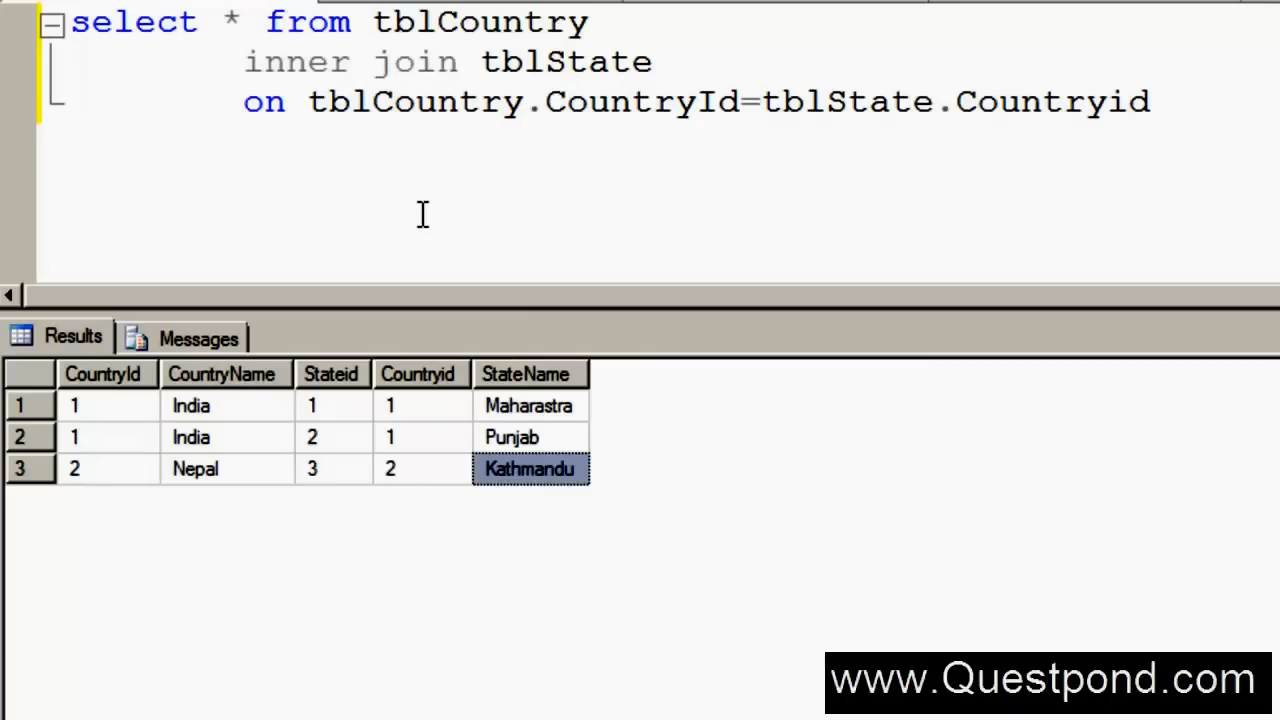 select * from tblCountry
inner join tblState
on tblCountry.CountryId=tblState.Countryid
Results Messages
CountryId CountryName Stateid Countryid StateName
1 1 India 1 1 Maharastra
2 1 India 2 1 Punjab
3 2 Nepal 3 2 Kathmandu
www.Questpond.com